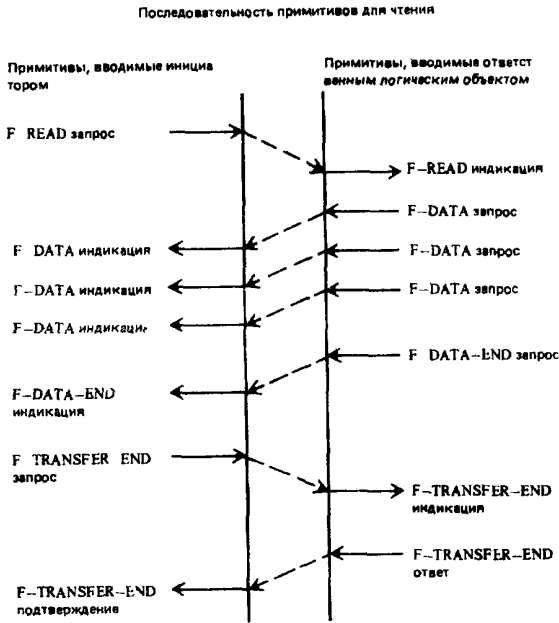 Последовательность примитивов для чтения
Примитивы, вводимые инициа
тором
Примитивы, вводимые ответст
венным логическим объектом
F READ запрос
F—READ индикация
F—DATA запрос
F DATA индикация
F—DATA запрос
F—DATA индикация
F—DATA запрос
F—DATA индикация
F DATA—END запрос
F—DATA—END
индикация
F TRANSFER END
запрос
F—TRANSFER—END
индикация
F—TRANSFER—END
ответ
F—TRANSFER—END
подтверждение